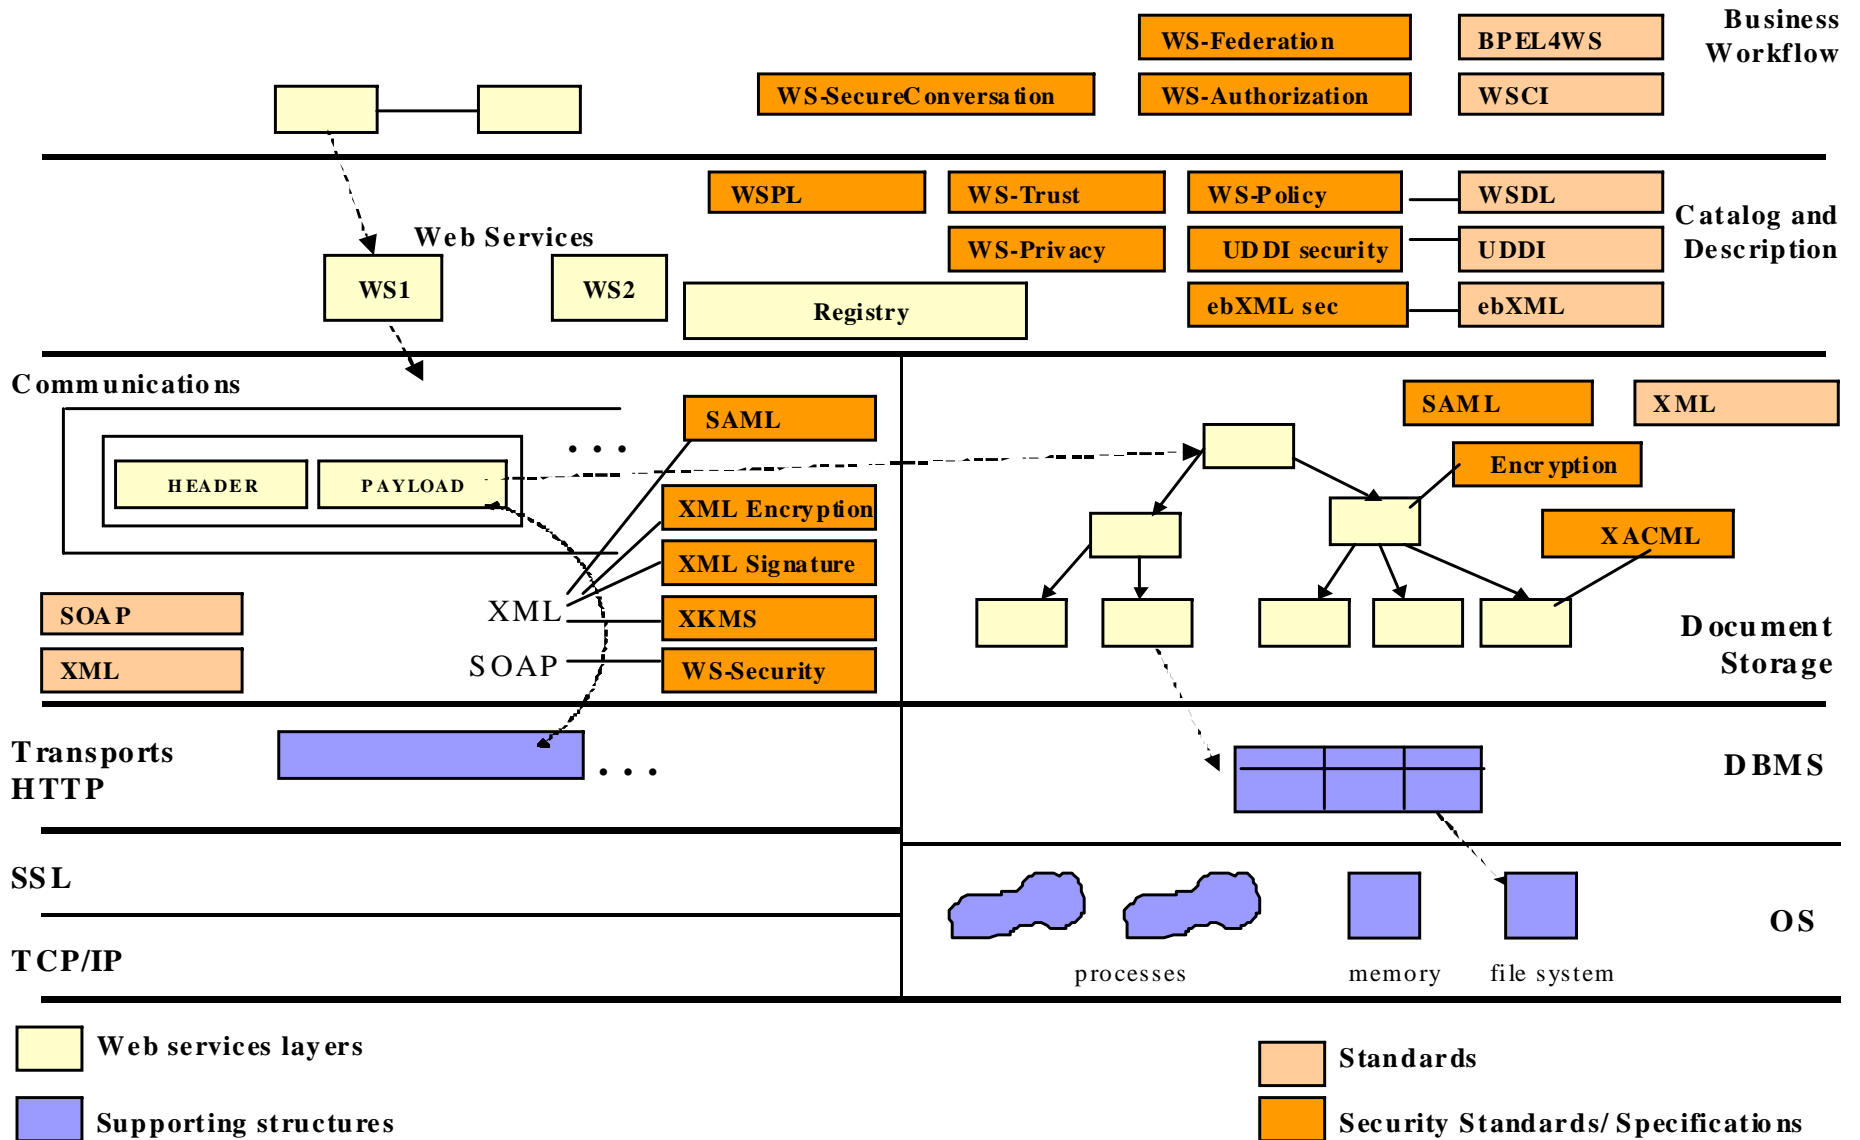 Business
Workflow
WS-Federation
BPEL4WS
WS-SecureConversation
WS-Authorization
WSCI
WSPL
WS-Trust
WS-Policy
WSDL
Catalog and
Description
Web Services
WS-Privacy
UDDI security
UDDI
WS1
WS2
Registry
ebXML sec
ebXML
Communications
SAML
SAML
XML
...
HEADER
PAYLOAD
Encryption
XML Encryption
XML Signature
XACML
SOAP
XML
XKMS
XML
SOAP
WS-Security
Document
Storage
Transports
HTTP
...
DBMS
SSL
OS
TCP/IP
processes
memory
file system
Web services layers
Standards
Supporting structures
Security Standards/ Specifications